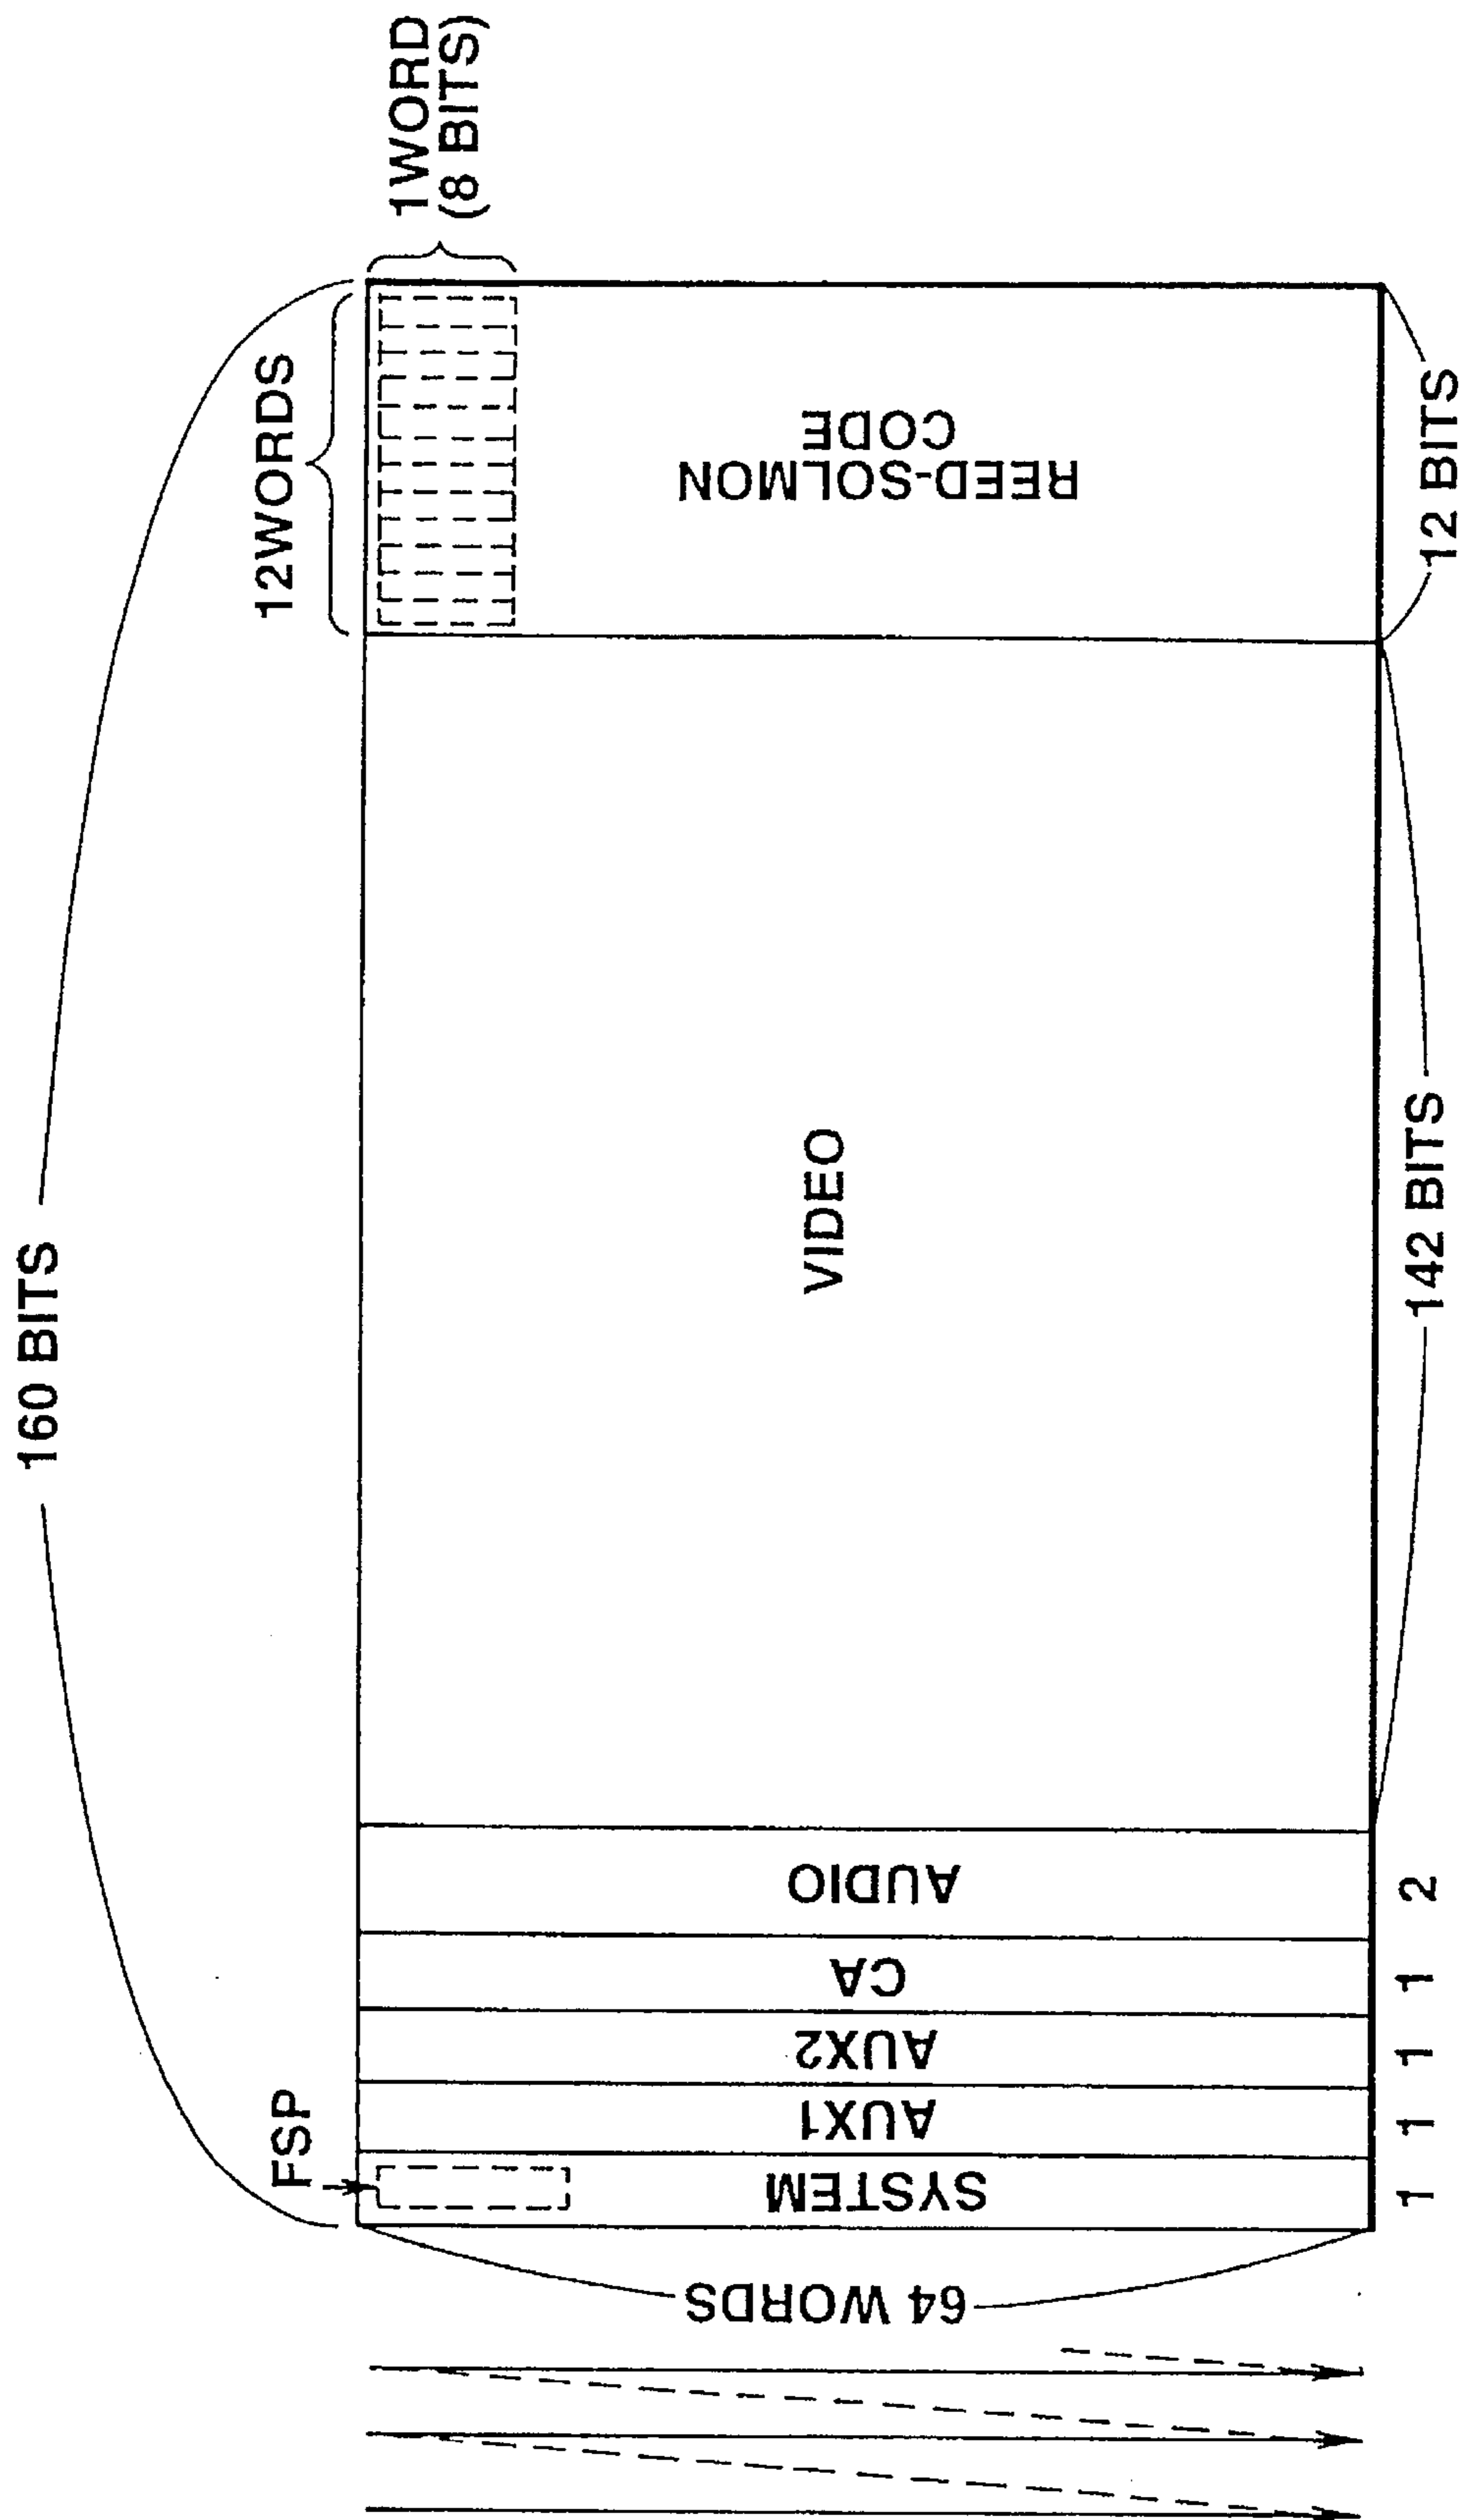 160 BITS
12WORDS
1WORD
(8 BITS)
FSP
SYSTEM
AUX1
AUX2
CA
AUDIO
VIDEO
REED-SOLMON
CODE
64 WORDS
1
1
1
1
2
142 BITS
12 BITS